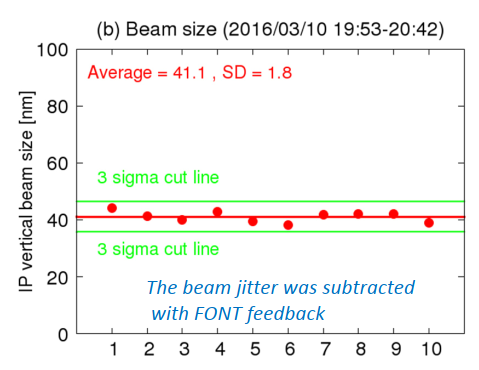 (b) Beam size (2016/03/10 19:53-20:42)
100
Average = 41.1 , SD = 1.8
80
60
3 sigma cut line
40
3 sigma cut line
20
The beam jitter was subtracted
with FONT feedback
0
1 2 3 4 5 6 7 8 9 10
IP vertical beam size [nm]